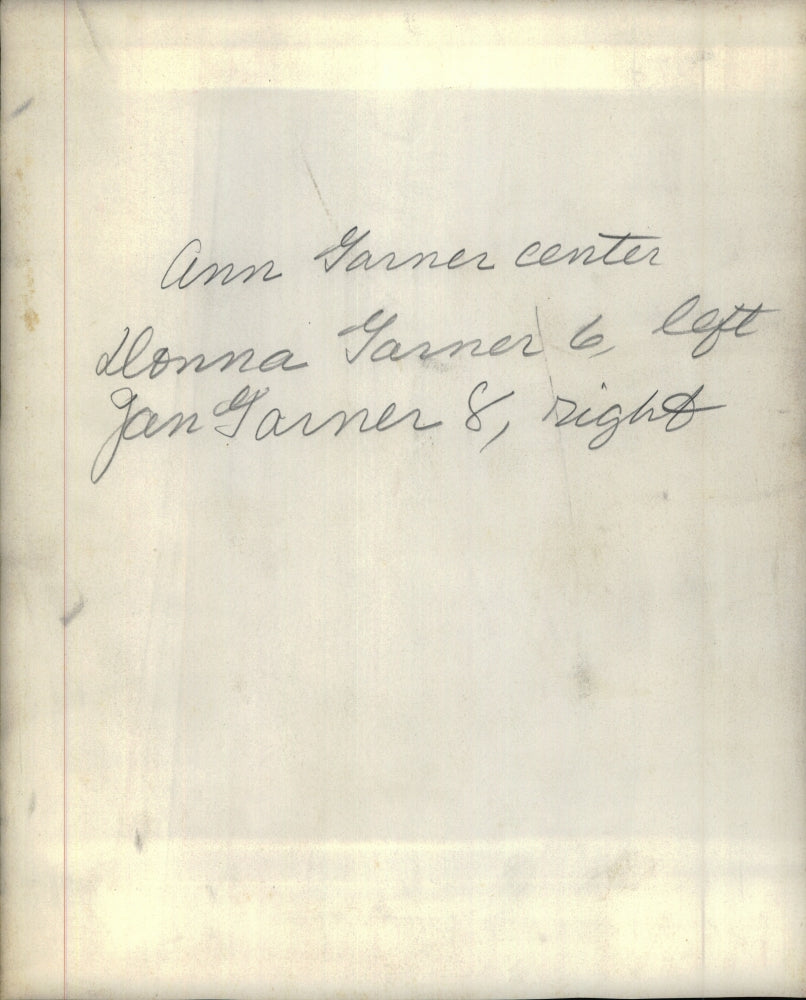 Ann Garner center
Donna Garner 6, left
Jan Garner 8, right